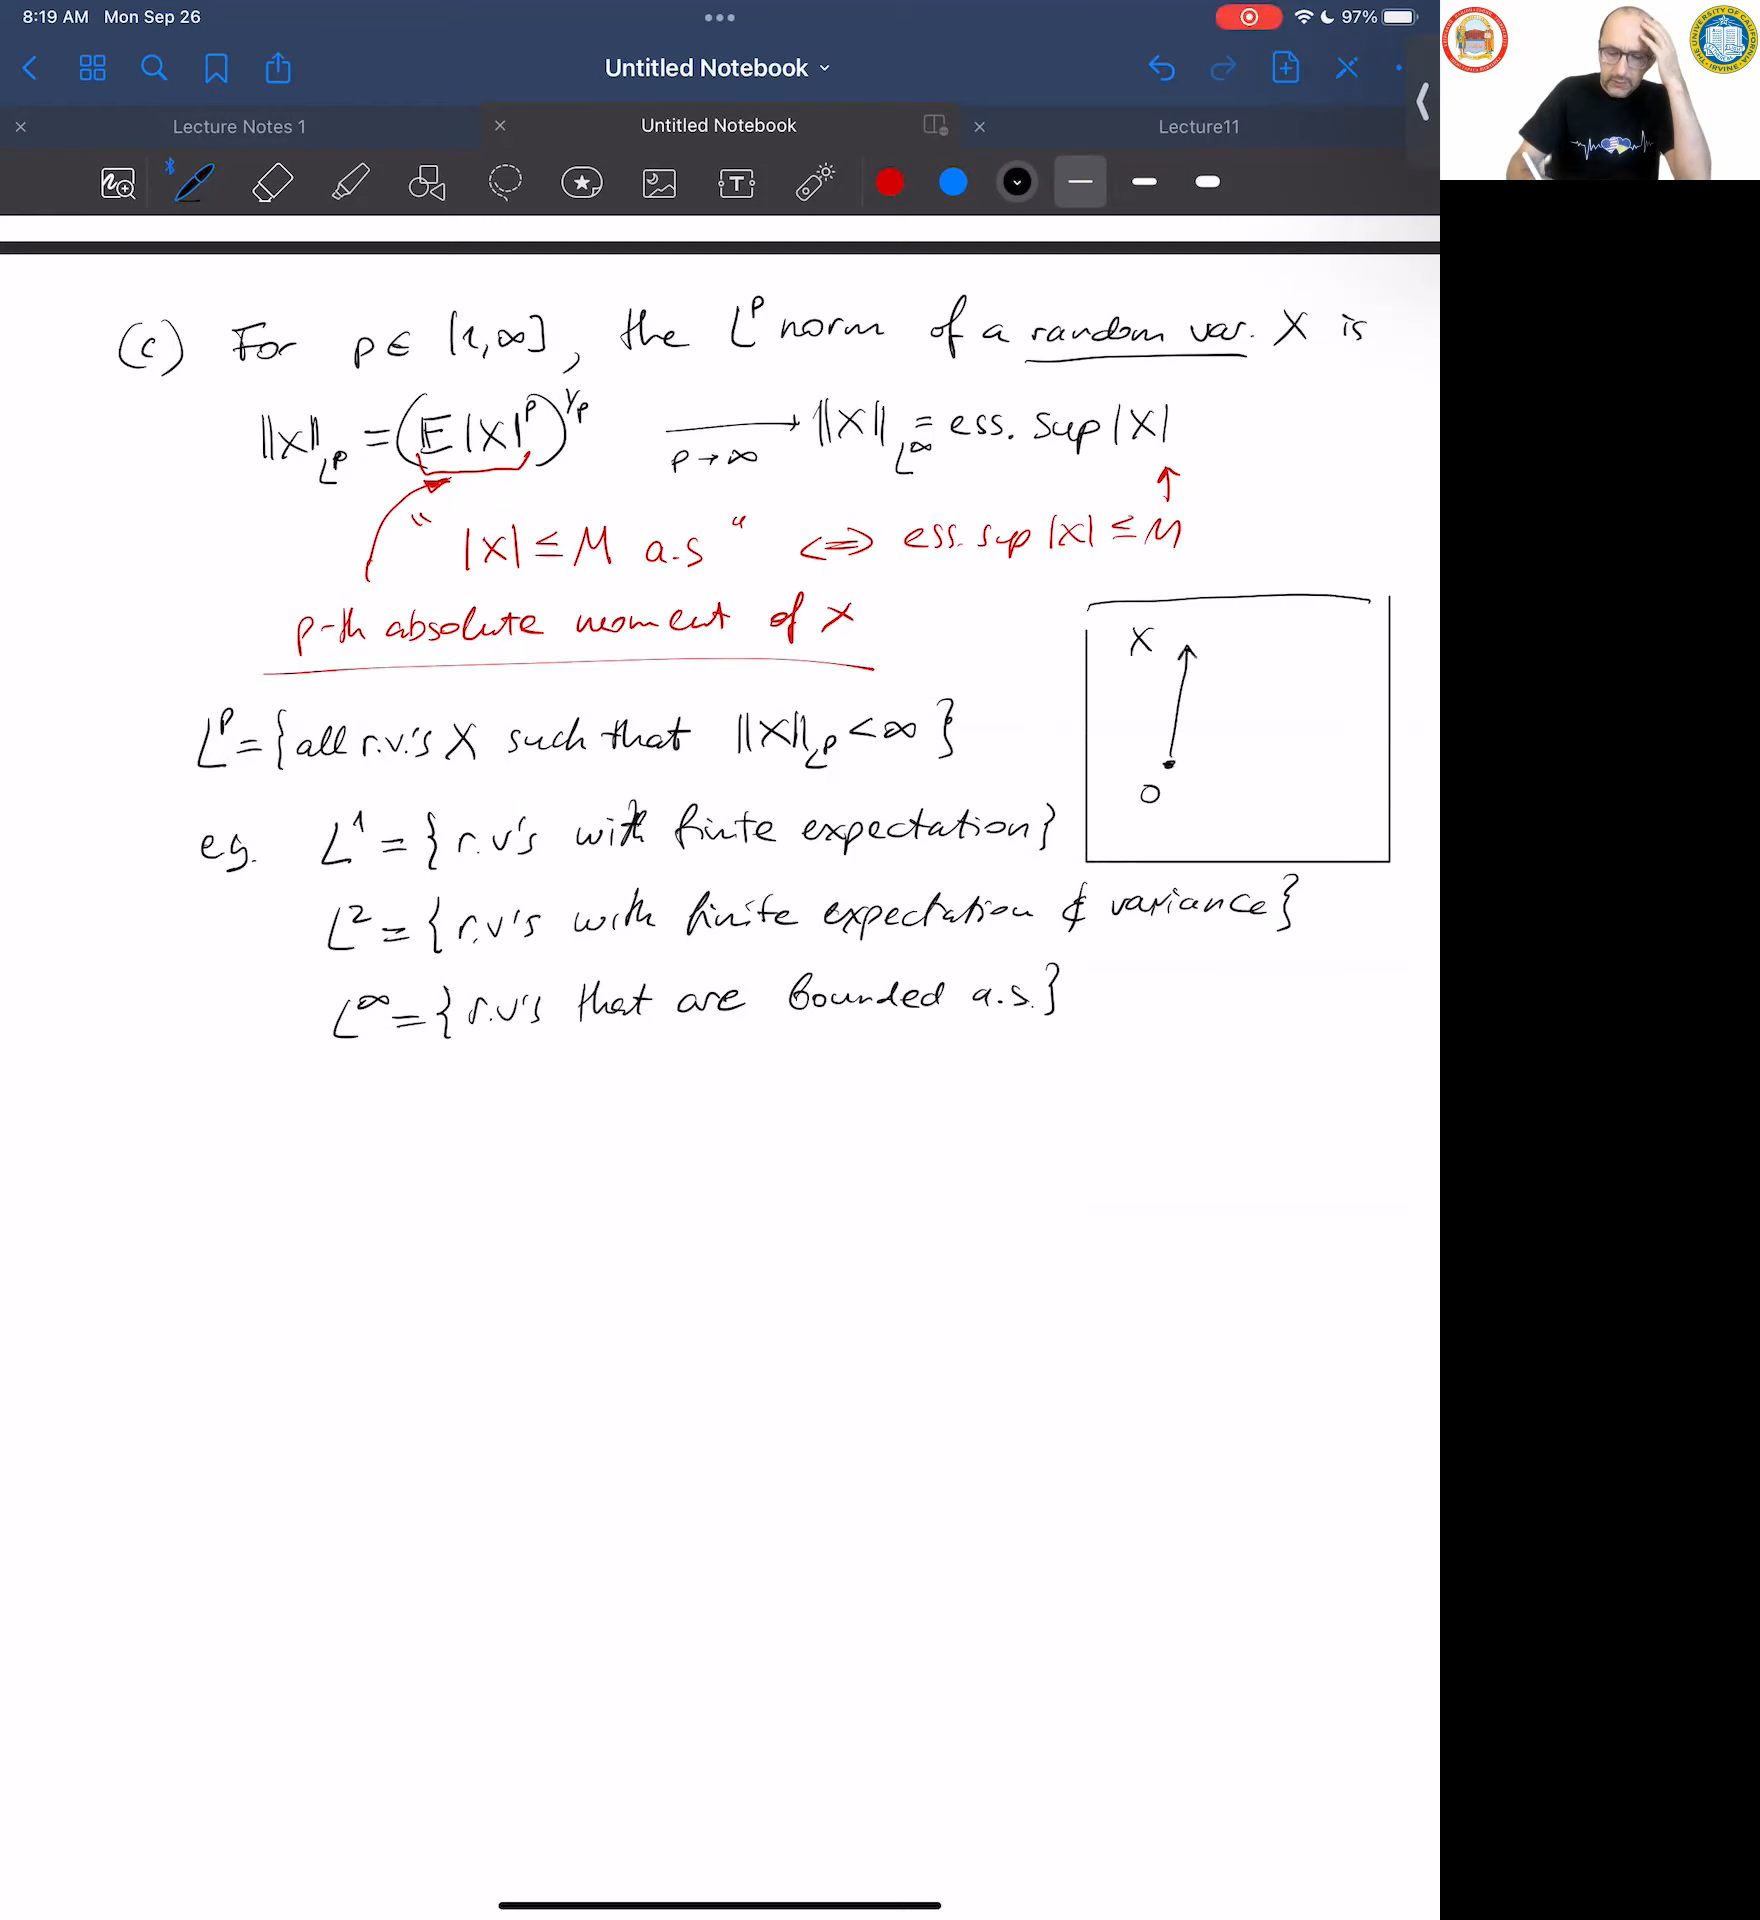 8:19 AM Mon Sep 26
97%
Untitled Notebook
Lecture Notes 1
Untitled Notebook
Lecture11
(c) For p ∈ [1,∞], the L^p norm of a random var. X is
‖X‖_{L^p} = (E|X|^p)^{1/p} →_{p→∞} ‖X‖_{L^∞} = ess. sup |X|
" |X| ≤ M a.s " ⟺ ess. sup |X| ≤ M
p-th absolute moment of X
X
L^p = {all r.v.'s X such that ‖X‖_{L^p} < ∞}
O
e.g. L^1 = {r.v's with finite expectation}
L^2 = {r.v's with finite expectation & variance}
L^∞ = {r.v's that are bounded a.s.}